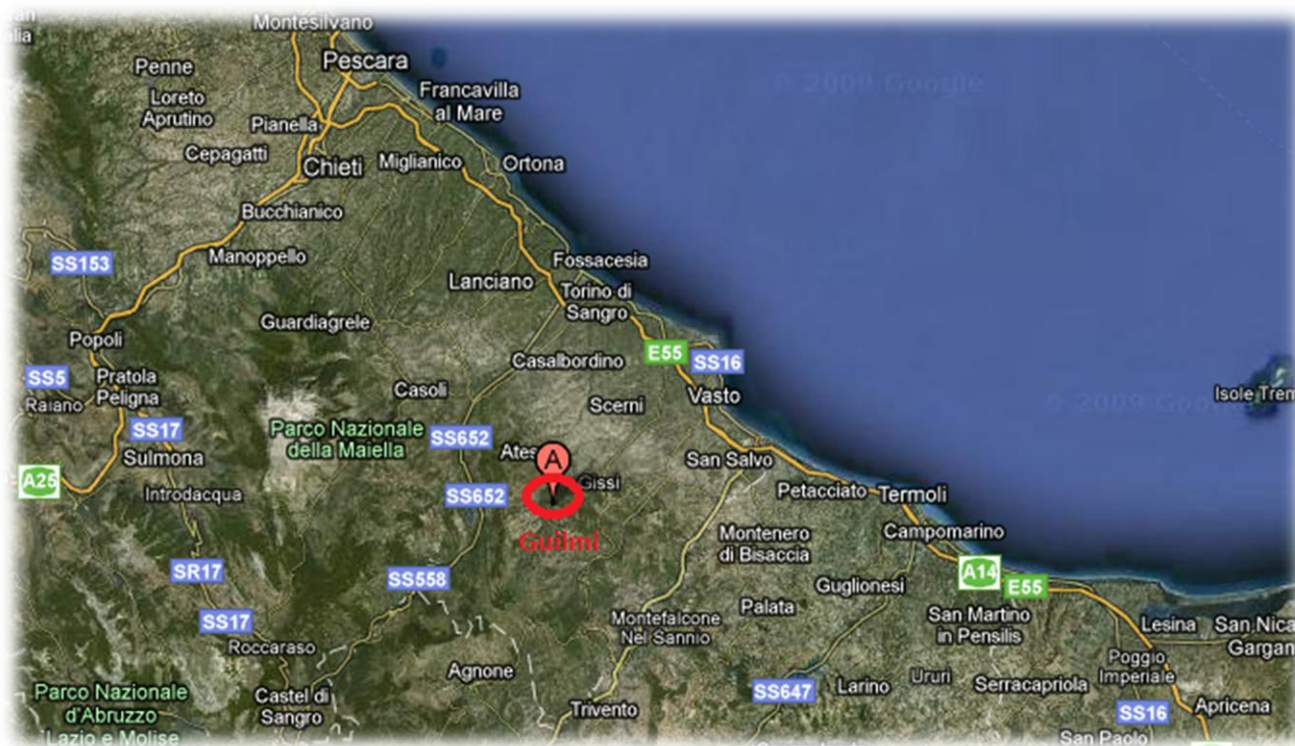 Montesilvano
Pescara
Penne
Francavilla
al Mare
Loreto
Aprutino
Pianella
Cepagatti
Chieti
Miglianico
Ortona
Bucchianico
Manoppello
SS153
Fossacesia
Lanciano
Torino di
Sangro
Guardiagrele
Popoli
E55
SS16
Casalbordino
SS5
Pratola
Peligna
Casoli
Vasto
Isole Trem
Raiano
Scerni
SS17
Parco Nazionale
della Maiella
SS652
Sulmona
Ates
A
San Salvo
A25
Introdacqua
SS652
Gissi
Petacciato
Termoli
Guilmi
Montenero
di Bisaccia
Campomarino
SR17
SS558
A14
E55
Guglionesi
SS17
Montefalcone
Nel Sannio
Palata
San Martino
in Pensilis
Lesina
San Nica
Gargan
Roccaraso
Agnone
Poggio
Imperiale
Parco Nazionale
d'Abruzzo
Lazio e Molise
Castel di
Sangro
Trivento
SS647
Larino
Ururi
Serracapriola
SS16
Apricena
San Paolo
© 2009 Google
© 2009 Google